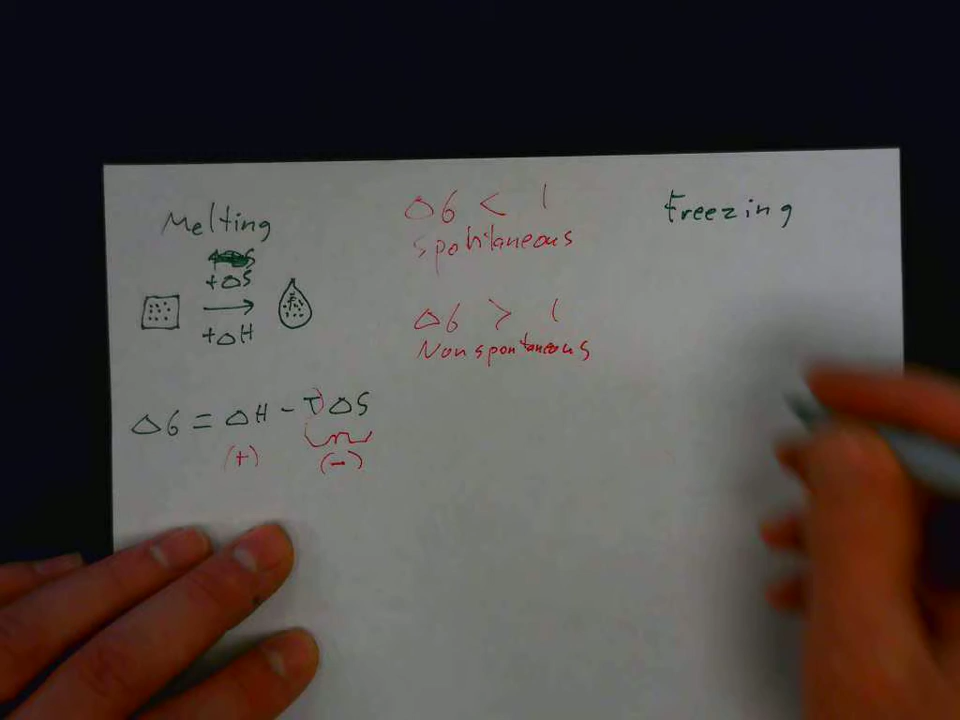 Melting
+ΔS
+ΔH
ΔG = ΔH - TΔS
(+) (-)
ΔG < 1
Spontaneous
ΔG > 1
Nonspontaneous
Freezing